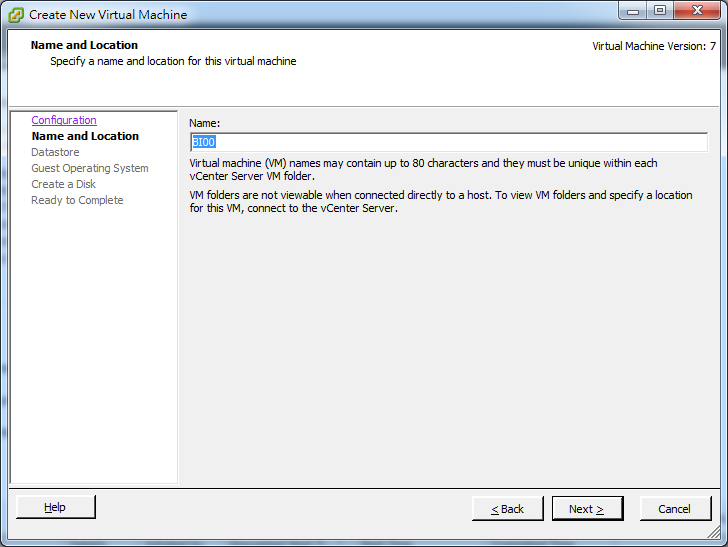 Create New Virtual Machine
Name and Location
Specify a name and location for this virtual machine
Virtual Machine Version: 7
Configuration
Name and Location
Datastore
Guest Operating System
Create a Disk
Ready to Complete
Name:
BI00
Virtual machine (VM) names may contain up to 80 characters and they must be unique within each
vCenter Server VM folder.
VM folders are not viewable when connected directly to a host. To view VM folders and specify a location
for this VM, connect to the vCenter Server.
Help
< Back
Next >
Cancel